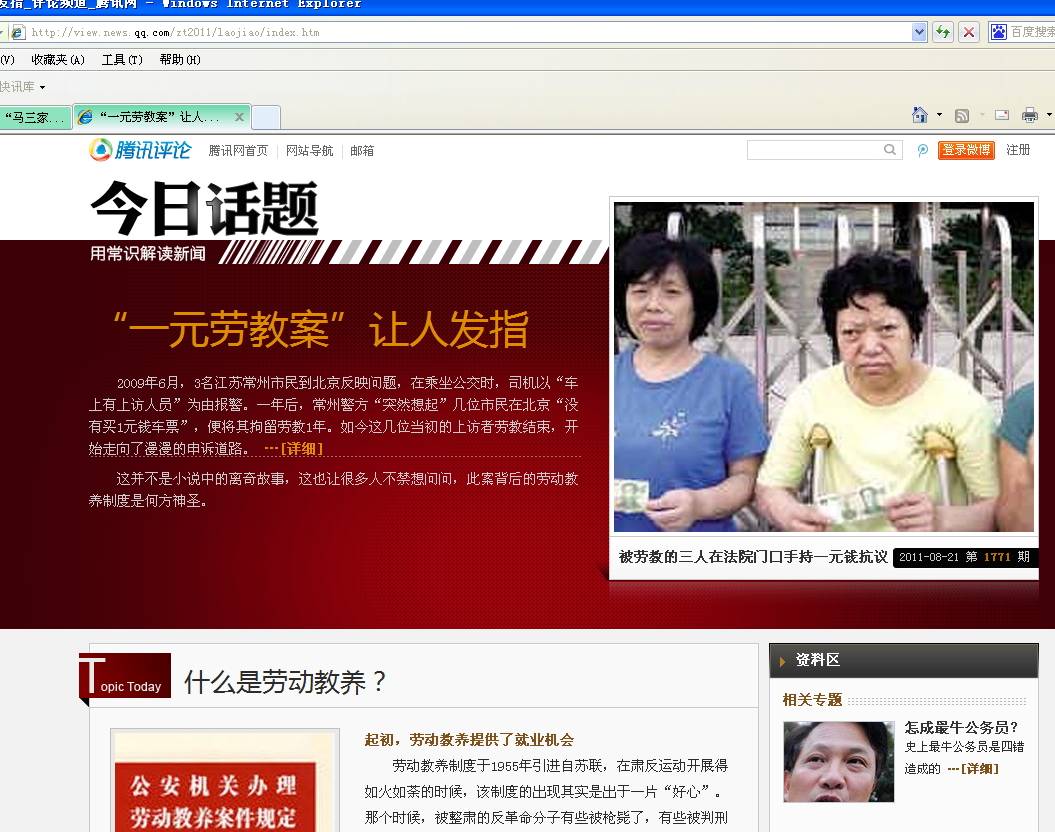 发指_评论频道_腾讯网 - Windows Internet Explorer
http://view.news.qq.com/zt2011/laojiao/index.htm
百度搜索
(V) 收藏夹(A) 工具(T) 帮助(H)
快讯库
“马三家... “一元劳教案”让人...
腾讯评论 腾讯网首页 网站导航 邮箱 登录微博 注册
今日话题
用常识解读新闻
“一元劳教案”让人发指
2009年6月，3名江苏常州市民到北京反映问题，在乘坐公交时，司机以“车
上有上访人员”为由报警。一年后，常州警方“突然想起”几位市民在北京“没
有买1元钱车票”，便将其拘留劳教1年。如今这几位当初的上访者劳教结束，开
始走向了漫漫的申诉道路。 ···[详细]
这并不是小说中的离奇故事，这也让很多人不禁想问问，此案背后的劳动教
养制度是何方神圣。
被劳教的三人在法院门口手持一元钱抗议 2011-08-21 第 1771 期
Topic Today 什么是劳动教养？
公安机关办理
劳动教养案件规定
起初，劳动教养提供了就业机会
劳动教养制度于1955年引进自苏联，在肃反运动开展得
如火如荼的时候，该制度的出现其实是出于一片“好心”。
那个时候，被整肃的反革命分子有些被枪毙了，有些被判刑
资料区
相关专题
怎成最牛公务员？
史上最牛公务员是四错
造成的 ···[详细]